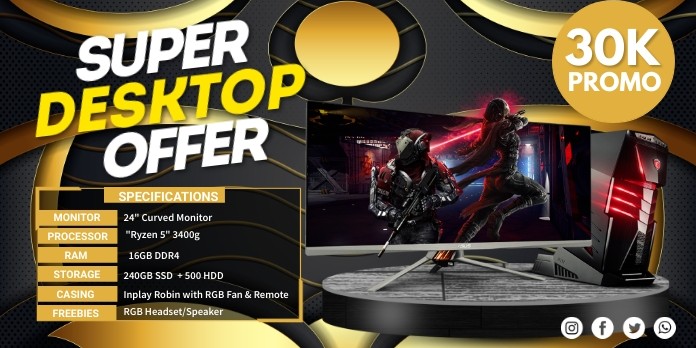 SUPER
DESKTOP
OFFER
30K
PROMO
SPECIFICATIONS
MONITOR 24" Curved Monitor
PROCESSOR "Ryzen 5" 3400g
RAM 16GB DDR4
STORAGE 240GB SSD + 500 HDD
CASING Inplay Robin with RGB Fan & Remote
FREEBIES RGB Headset/Speaker